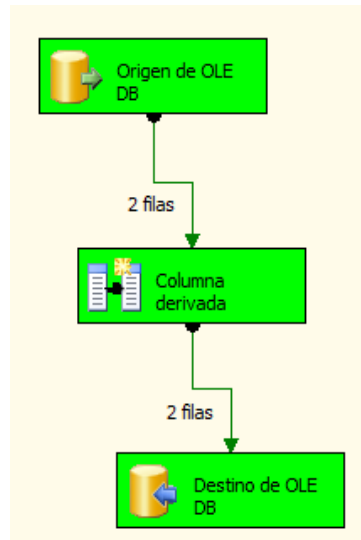 Origen de OLE
DB
2 filas
Columna
derivada
2 filas
Destino de OLE
DB